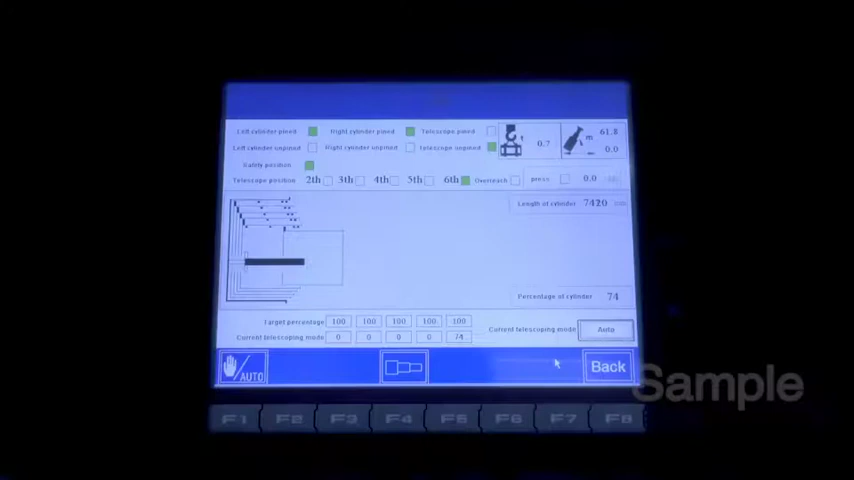 Left cylinder pined Right cylinder pined Telescope pined
Left cylinder unpined Right cylinder unpined Telescope unpined
t 0.7 m 61.8
0.0
Safety position
Telescope position 2th 3th 4th 5th 6th Overreach press 0.0
Length of cylinder 7420 mm
Percentage of cylinder 74
Target percentage 100 100 100 100 100
Current telescoping mode 0 0 0 0 74
Current telescoping mode Auto
/AUTO Back
Sample
F1 F2 F3 F4 F5 F6 F7 F8